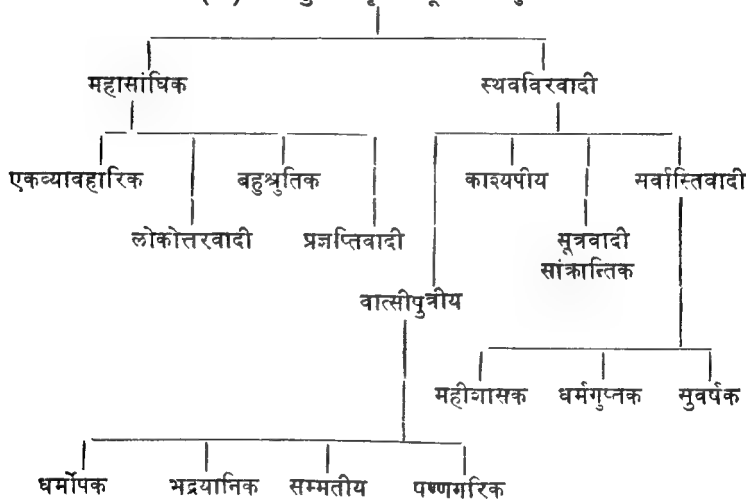 महासांघिक स्थवविरवादी
एकव्यावहारिक बहुश्रुतिक काश्यपीय सर्वास्तिवादी
लोकोत्तरवादी प्रज्ञप्तिवादी सूत्रवादी
सांक्रान्तिक
वात्सीपुत्रीय
महीशासक धर्मगुप्तक सुवर्षक
धर्मोपक भद्रयानिक सम्मतीय पण्णगरिक